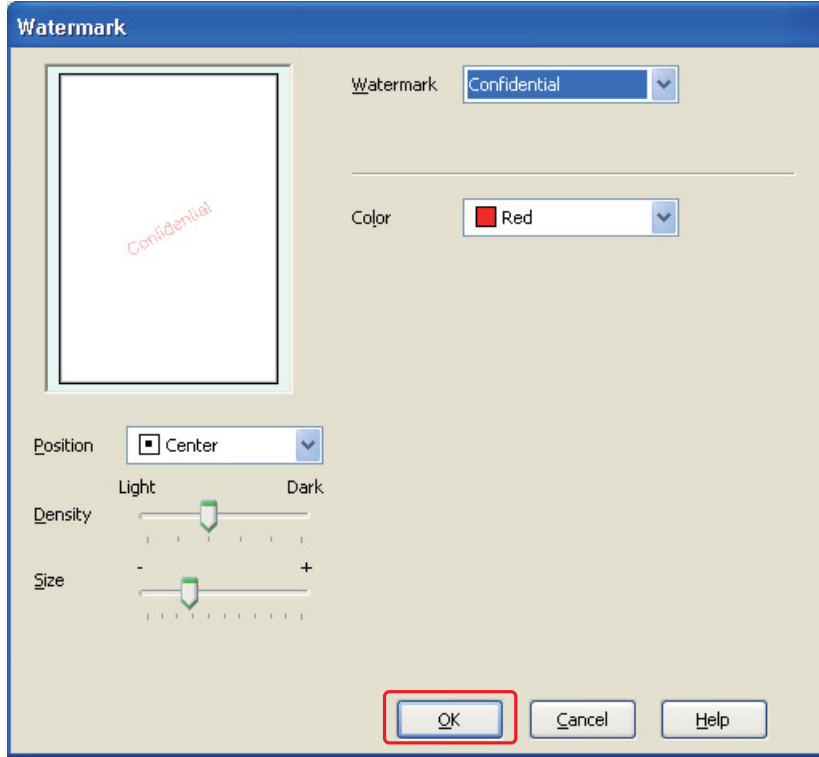 Watermark
Watermark Confidential
Confidential
Color Red
Position Center
Light Dark
Density
- +
Size
OK Cancel Help